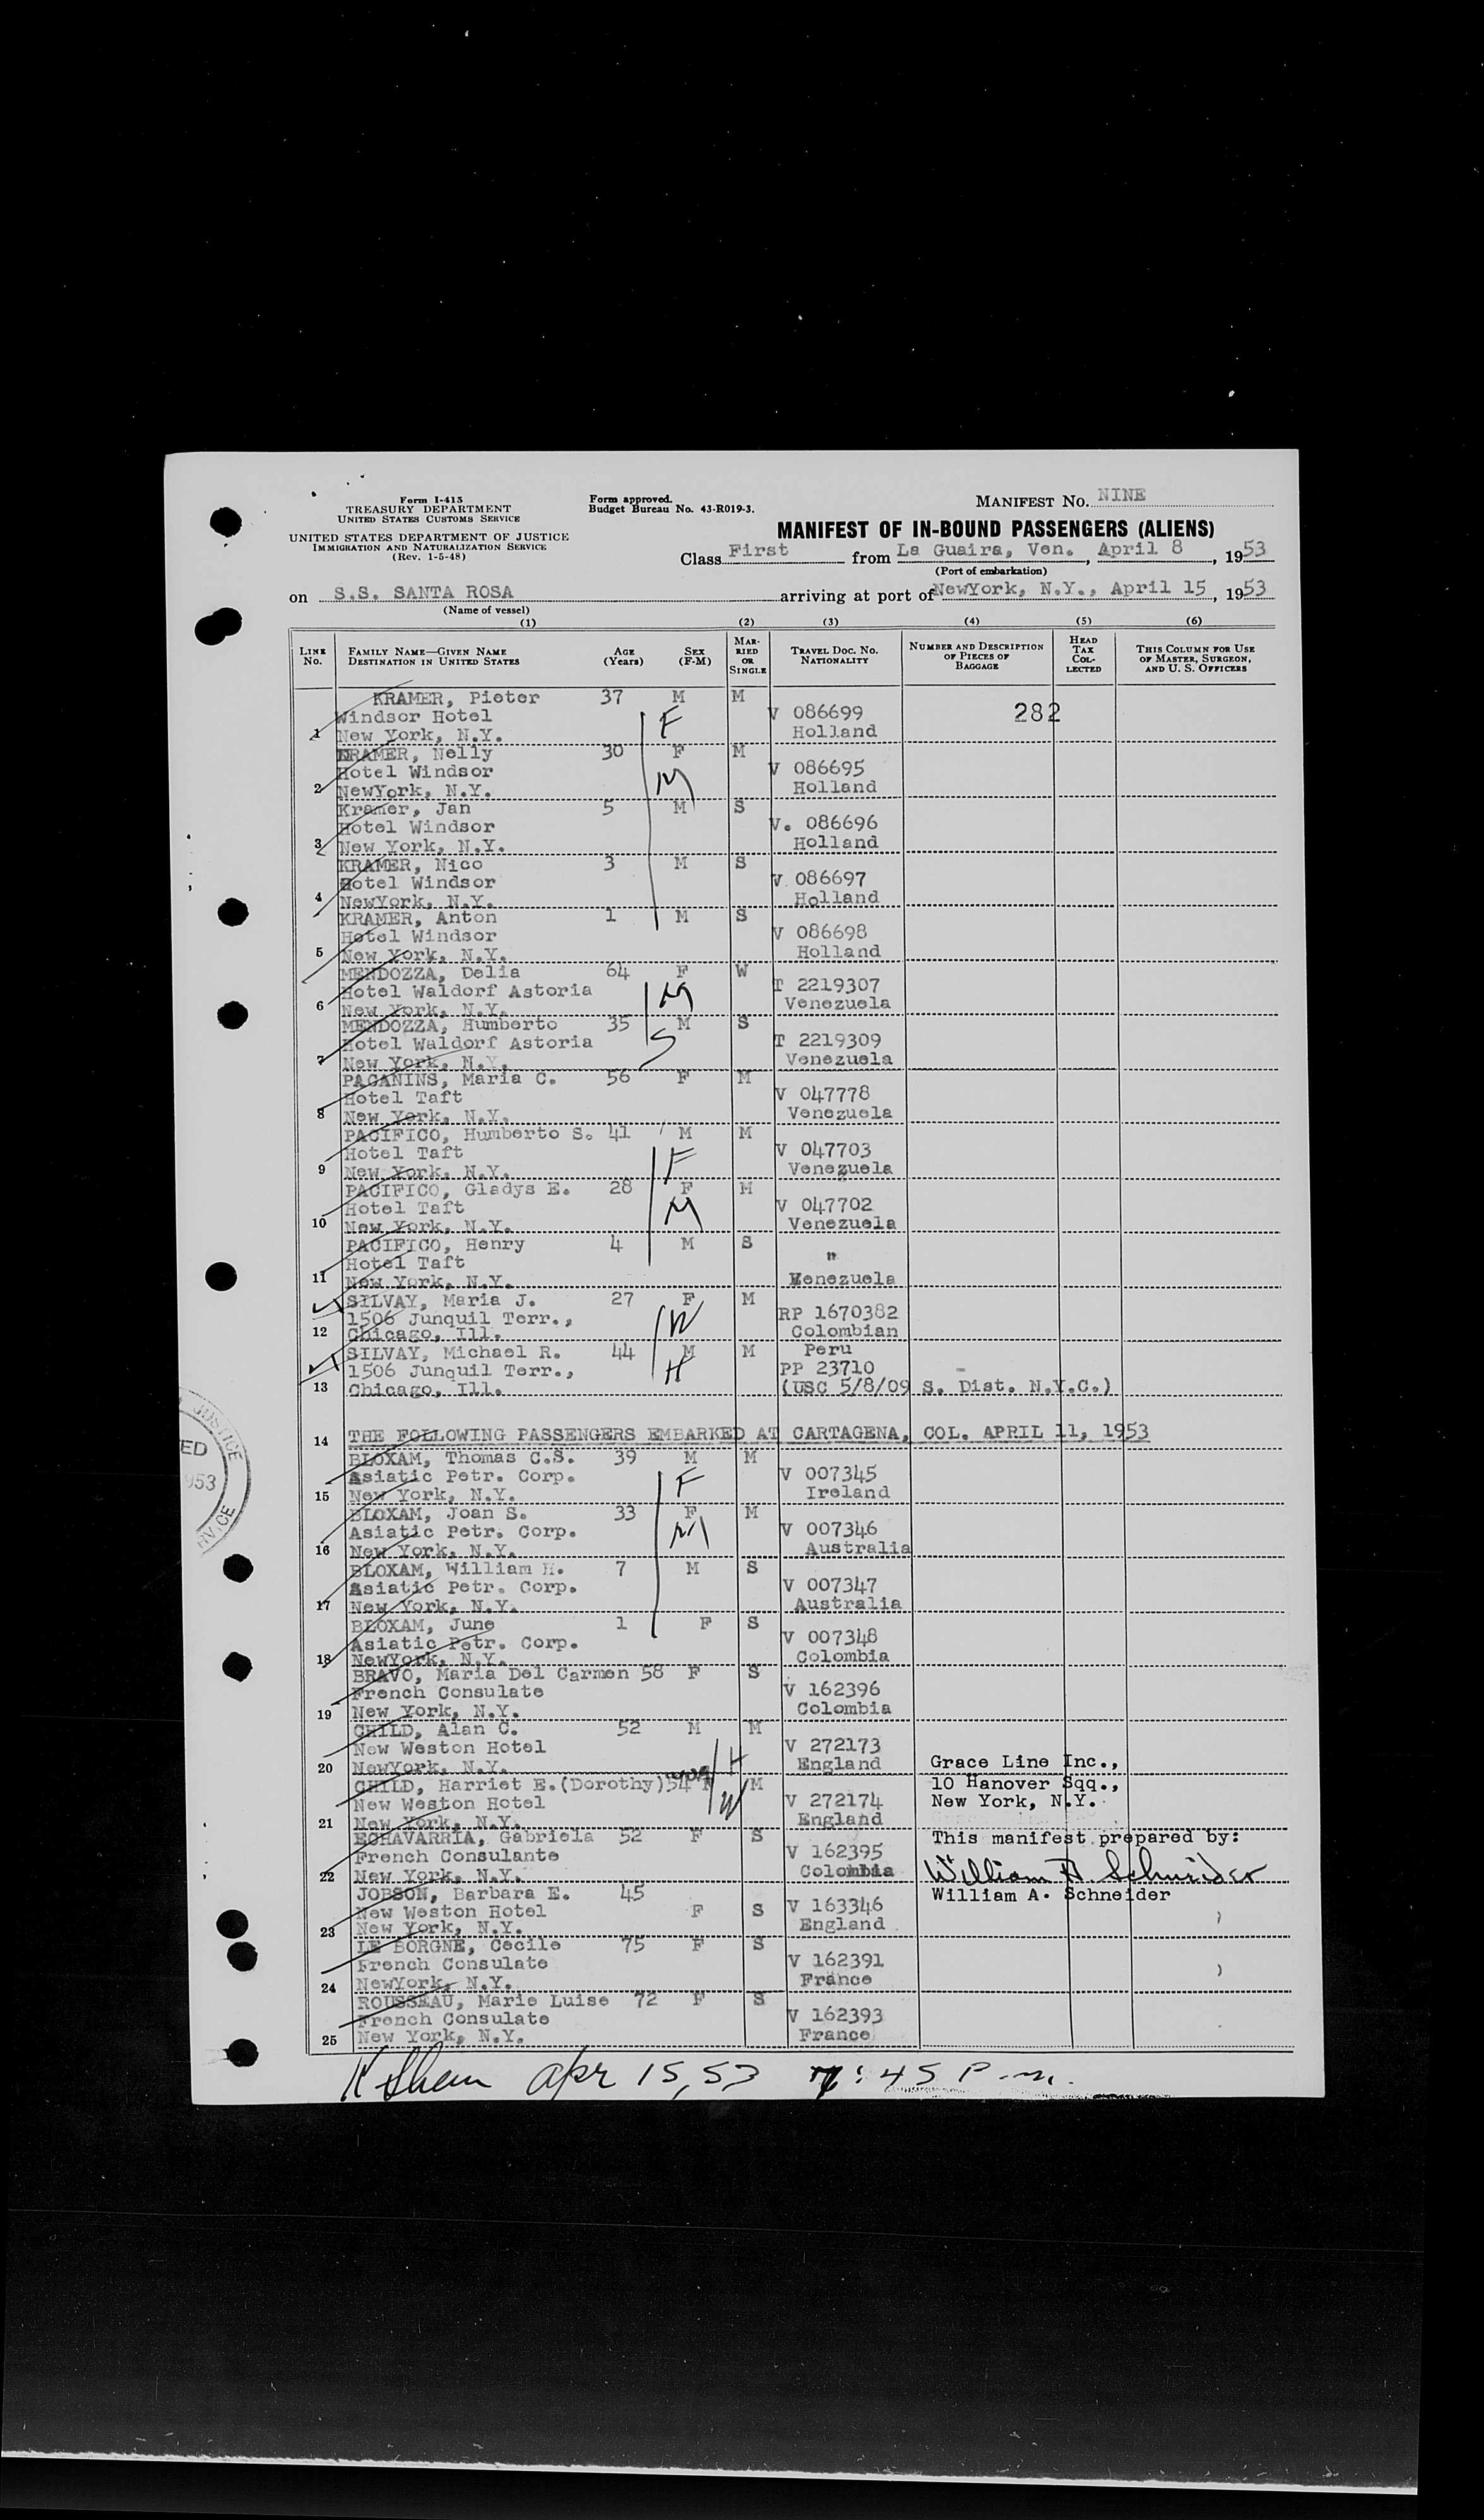 Form I-415
TREASURY DEPARTMENT
UNITED STATES CUSTOMS SERVICE
UNITED STATES DEPARTMENT OF JUSTICE
IMMIGRATION AND NATURALIZATION SERVICE
(Rev. 1-5-48)
Form approved.
Budget Bureau No. 43-R019-3.
MANIFEST NO. NINE
MANIFEST OF IN-BOUND PASSENGERS (ALIENS)
Class First from La Guaira, Ven., April 8, 1953
(Port of embarkation)
on S.S. SANTA ROSA arriving at port of NewYork, N.Y., April 15, 1953
(Name of vessel)
(1) (2) (3) (4) (5) (6)
LINE NO. FAMILY NAME—GIVEN NAME DESTINATION IN UNITED STATES AGE (Years) SEX (F-M) MARRIED OR SINGLE TRAVEL DOC. NO. NATIONALITY NUMBER AND DESCRIPTION OF PIECES OF BAGGAGE HEAD TAX COLLECTED THIS COLUMN FOR USE OF MASTER, SURGEON, AND U. S. OFFICERS
KRAMER, Pieter 37 M M
Windsor Hotel F V 086699 282
1 New York, N.Y. Holland
KRAMER, Nelly 30 F M
Hotel Windsor M V 086695
2 NewYork, N.Y. Holland
Kramer, Jan 5 M S
Hotel Windsor V. 086696
3 New York, N.Y. Holland
KRAMER, Nico 3 M S
Hotel Windsor V 086697
4 NewYork, N.Y. Holland
KRAMER, Anton 1 M S
Hotel Windsor V 086698
5 New York, N.Y. Holland
MENDOZZA, Delia 64 F W
Hotel Waldorf Astoria M T 2219307
6 New York, N.Y. Venezuela
MENDOZZA, Humberto 35 M S
Hotel Waldorf Astoria S T 2219309
7 New York, N.Y. Venezuela
PAGANINS, Maria C. 56 F M
Hotel Taft V 047778
8 New York, N.Y. Venezuela
PACIFICO, Humberto S. 41 M M
Hotel Taft F V 047703
9 New York, N.Y. Venezuela
PACIFICO, Gladys E. 28 F M
Hotel Taft M V 047702
10 New York, N.Y. Venezuela
PACIFICO, Henry 4 M S
Hotel Taft "
11 New York, N.Y. Venezuela
SILVAY, Maria J. 27 F M
1506 Junquil Terr., W RP 1670382
12 Chicago, Ill. Colombian
SILVAY, Michael R. 44 M M Peru
1506 Junquil Terr., H PP 23710
13 Chicago, Ill. (USC 5/8/09 S. Dist. N.Y.C.)
14 THE FOLLOWING PASSENGERS EMBARKED AT CARTAGENA, COL. APRIL 11, 1953
BLOXAM, Thomas C.S. 39 M M
Asiatic Petr. Corp. F V 007345
15 New York, N.Y. Ireland
BLOXAM, Joan S. 33 F M
Asiatic Petr. Corp. M V 007346
16 New York, N.Y. Australia
BLOXAM, William H. 7 M S
Asiatic Petr. Corp. V 007347
17 New York, N.Y. Australia
BLOXAM, June 1 F S
Asiatic Petr. Corp. V 007348
18 NewYork, N.Y. Colombia
BRAVO, Maria Del Carmen 58 F S
French Consulate V 162396
19 New York, N.Y. Colombia
CHILD, Alan C. 52 M M
New Weston Hotel H V 272173
20 NewYork, N.Y. England Grace Line Inc.,
CHILD, Harriet E.(Dorothy) 54 F M 10 Hanover Sqq.,
New Weston Hotel W V 272174 New York, N.Y.
21 New York, N.Y. England
ECHAVARRIA, Gabriela 52 F S This manifest prepared by:
French Consulante V 162395
22 New York, N.Y. Colombia William A Schneider
JOBSON, Barbara E. 45 William A. Schneider
New Weston Hotel F S V 163346
23 New York, N.Y. England
LE BORGNE, Cecile 75 F S
French Consulate V 162391
24 NewYork, N.Y. France
ROUSSEAU, Marie Luise 72 F S
French Consulate V 162393
25 New York, N.Y. France
K Shea Apr 15, 53 7:45 P.m.
JUSTICE
ED
953